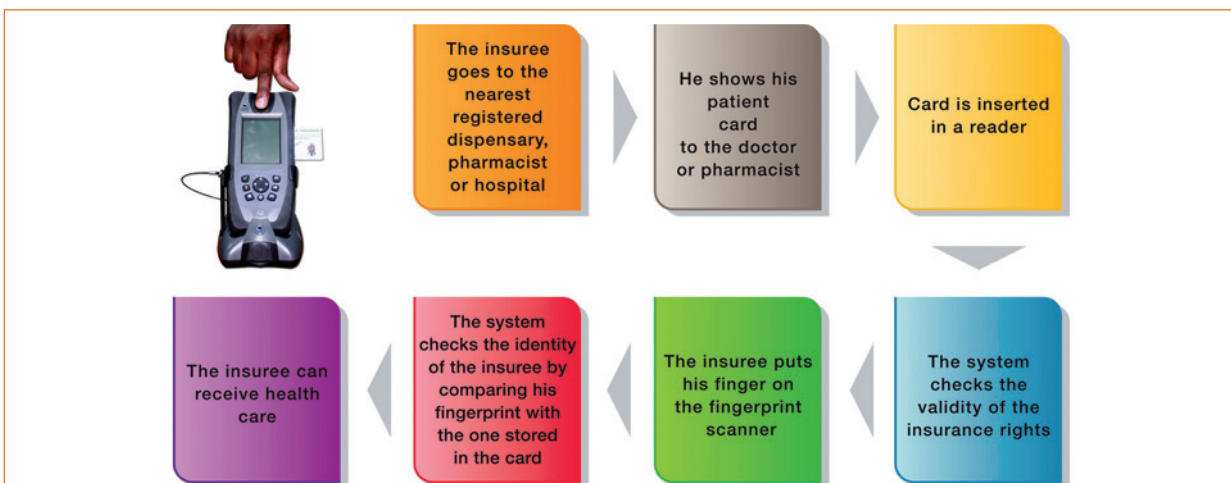 The insuree
goes to the
nearest
registered
dispensary,
pharmacist
or hospital
He shows his
patient
card
to the doctor
or pharmacist
Card is inserted
in a reader
The system
checks the
validity of the
insurance rights
The insuree puts
his finger on
the fingerprint
scanner
The system
checks the identity
of the insuree by
comparing his
fingerprint with
the one stored
in the card
The insuree can
receive health
care